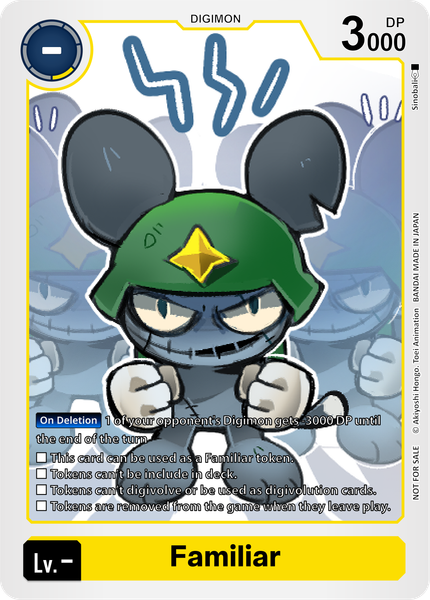 DIGIMON
-
DP
3000
On Deletion 1 of your opponent's Digimon gets -3000 DP until
the end of the turn
☐ This card can be used as a Familiar token.
☐ Tokens can't be include in deck.
☐ Tokens can't digivolve or be used as digivolution cards.
☐ Tokens are removed from the game when they leave play.
Lv.-
Familiar
NOT FOR SALE © Akiyoshi Hongo. Toei Animation BANDAI MADE IN JAPAN